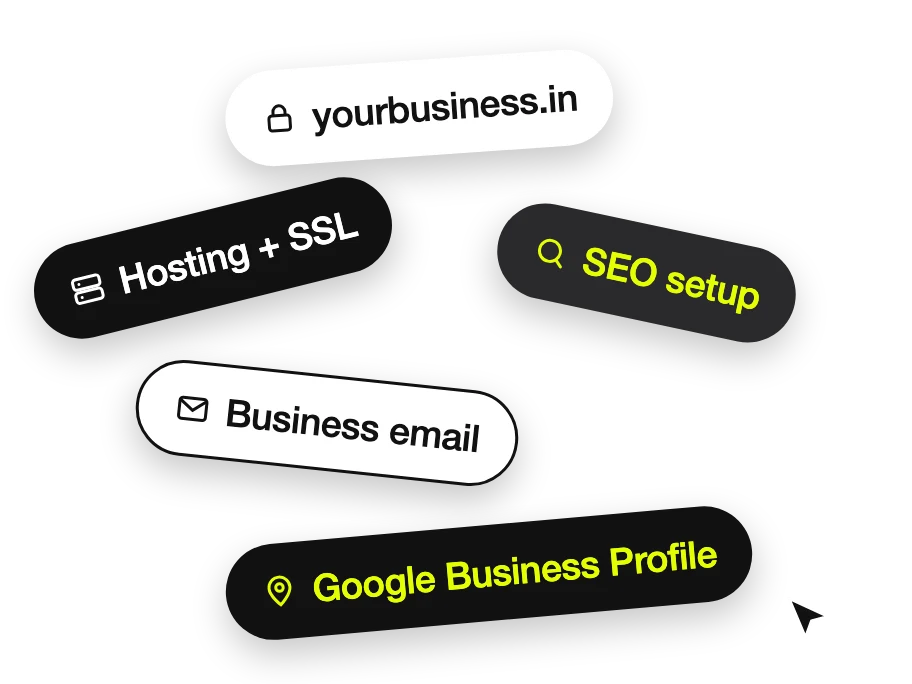 yourbusiness.in
Hosting + SSL
SEO setup
Business email
Google Business Profile